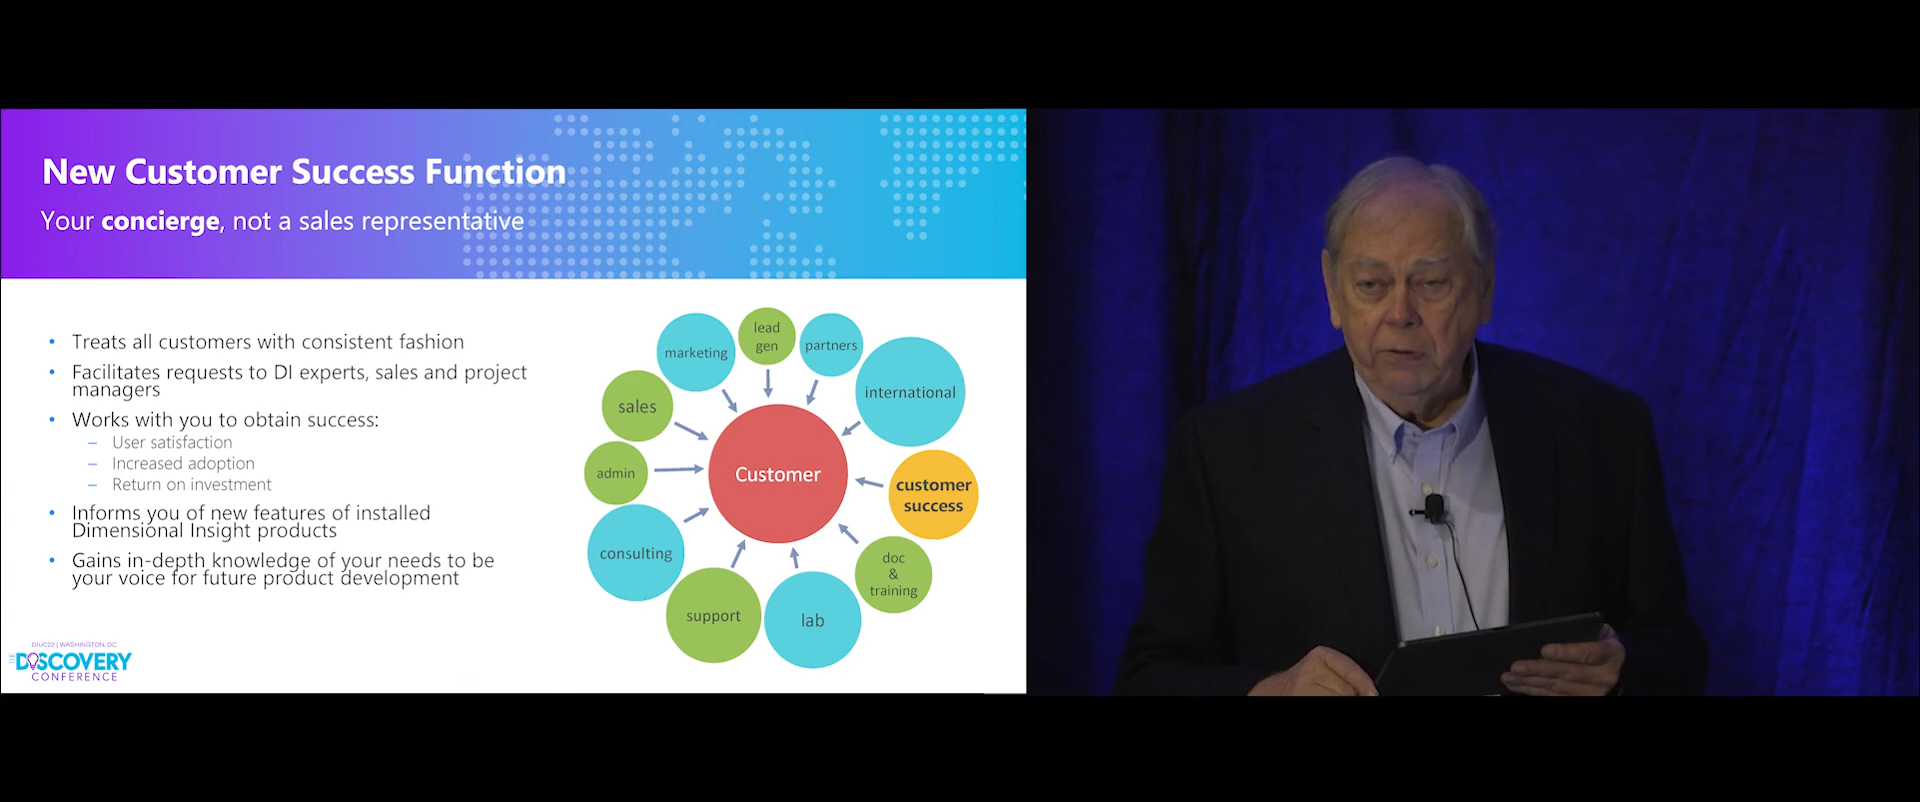 New Customer Success Function
Your concierge, not a sales representative
• Treats all customers with consistent fashion
• Facilitates requests to DI experts, sales and project
managers
• Works with you to obtain success:
– User satisfaction
– Increased adoption
– Return on investment
• Informs you of new features of installed
Dimensional Insight products
• Gains in-depth knowledge of your needs to be
your voice for future product development
lead
gen
marketing
partners
international
sales
admin
Customer
customer
success
consulting
doc
&
training
support
lab
DIUC22 | WASHINGTON, DC
THE
DISCOVERY
CONFERENCE